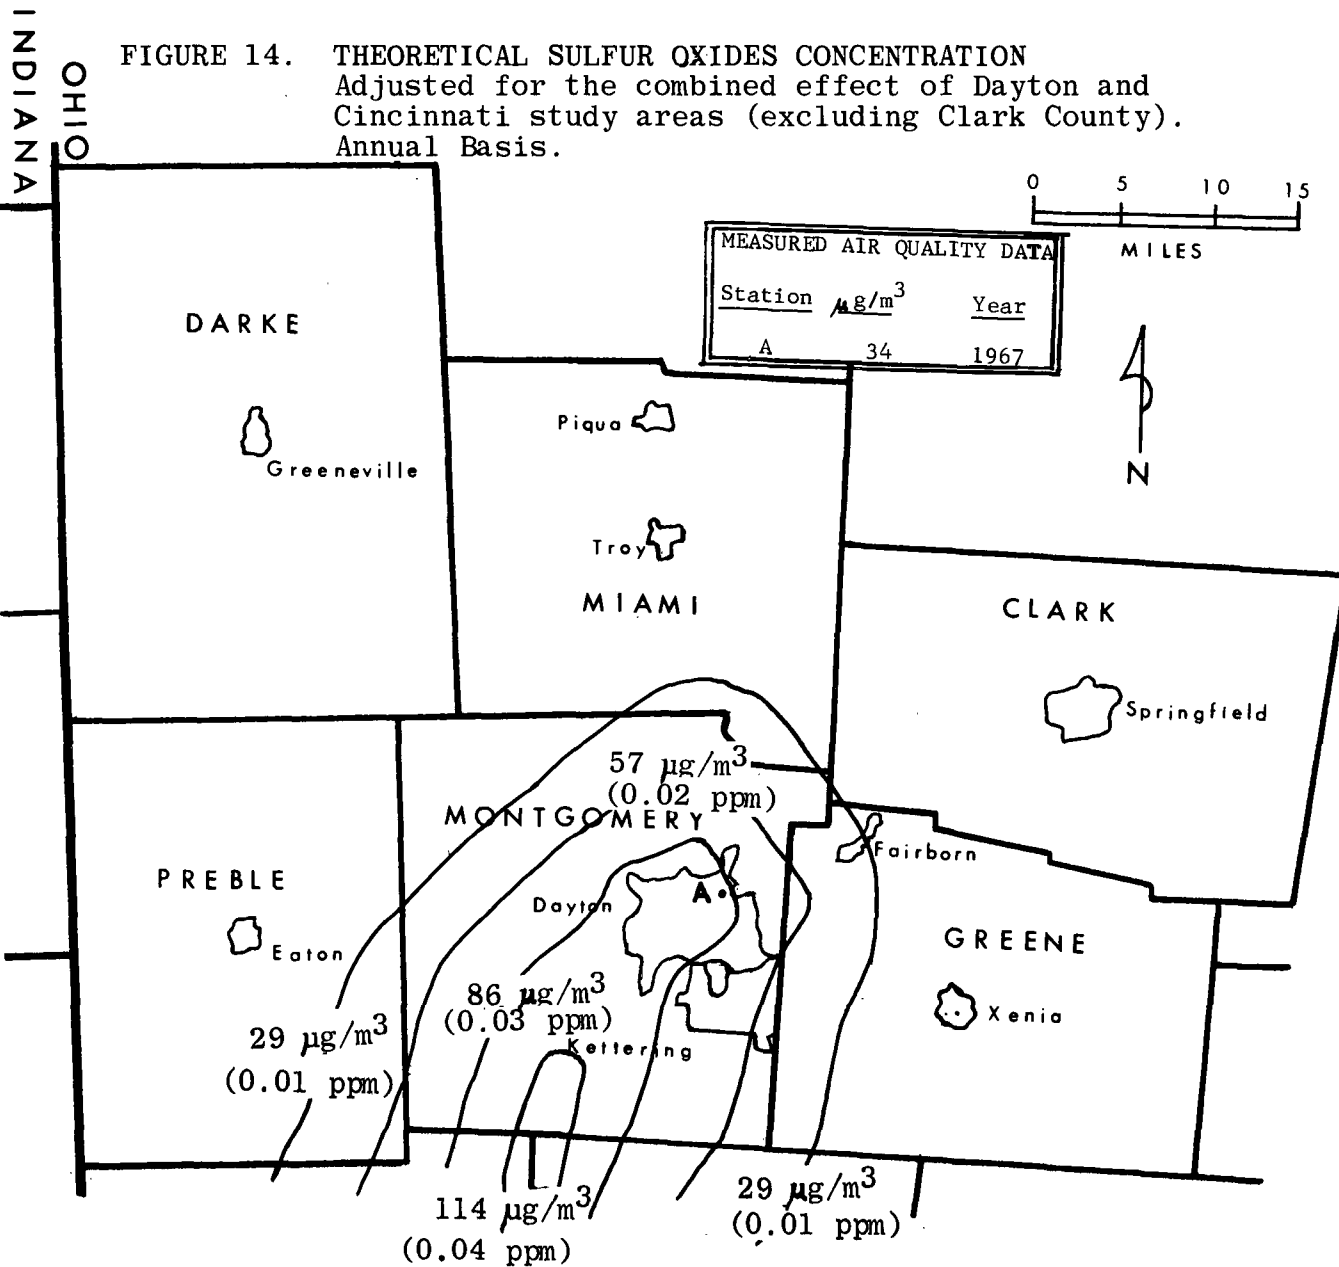 INDIANA
OHIO
FIGURE 14. THEORETICAL SULFUR OXIDES CONCENTRATION
Adjusted for the combined effect of Dayton and
Cincinnati study areas (excluding Clark County).
Annual Basis.
0 5 10 15
MILES
MEASURED AIR QUALITY DATA
Station µg/m³ Year
A 34 1967
N
DARKE
Greeneville
Piqua
Troy
MIAMI
CLARK
Springfield
57 µg/m³
(0.02 ppm)
MONTGOMERY
Fairborn
PREBLE
A
Dayton
Eaton
GREENE
86 µg/m³
(0.03 ppm)
Xenia
29 µg/m³
(0.01 ppm)
Kettering
114 µg/m³
(0.04 ppm)
29 µg/m³
(0.01 ppm)